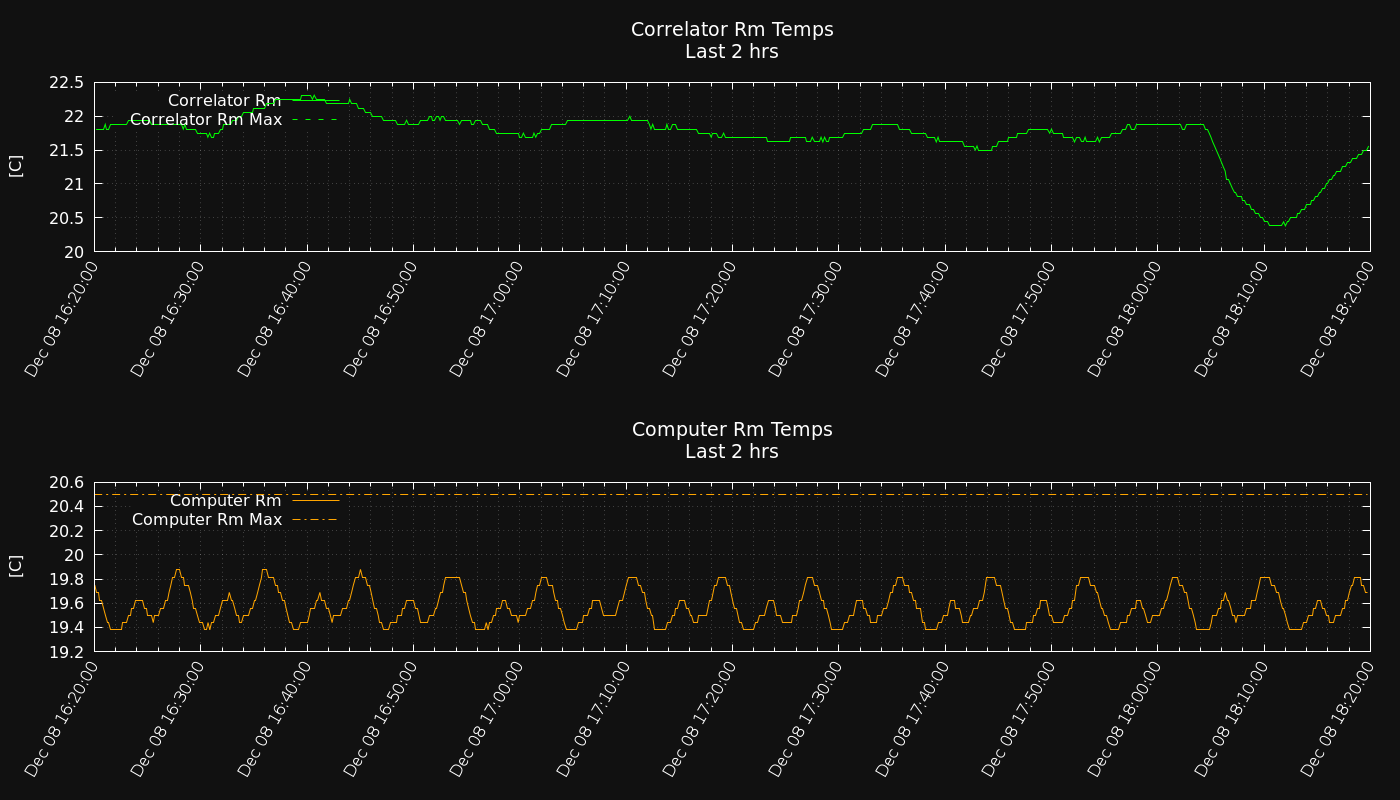 Correlator Rm Temps
Last 2 hrs
22.5
22
21.5
21
20.5
20
[C]
Correlator Rm
Correlator Rm Max
Dec 08 16:20:00
Dec 08 16:30:00
Dec 08 16:40:00
Dec 08 16:50:00
Dec 08 17:00:00
Dec 08 17:10:00
Dec 08 17:20:00
Dec 08 17:30:00
Dec 08 17:40:00
Dec 08 17:50:00
Dec 08 18:00:00
Dec 08 18:10:00
Dec 08 18:20:00
Computer Rm Temps
Last 2 hrs
20.6
20.4
20.2
20
19.8
19.6
19.4
19.2
[C]
Computer Rm
Computer Rm Max
Dec 08 16:20:00
Dec 08 16:30:00
Dec 08 16:40:00
Dec 08 16:50:00
Dec 08 17:00:00
Dec 08 17:10:00
Dec 08 17:20:00
Dec 08 17:30:00
Dec 08 17:40:00
Dec 08 17:50:00
Dec 08 18:00:00
Dec 08 18:10:00
Dec 08 18:20:00